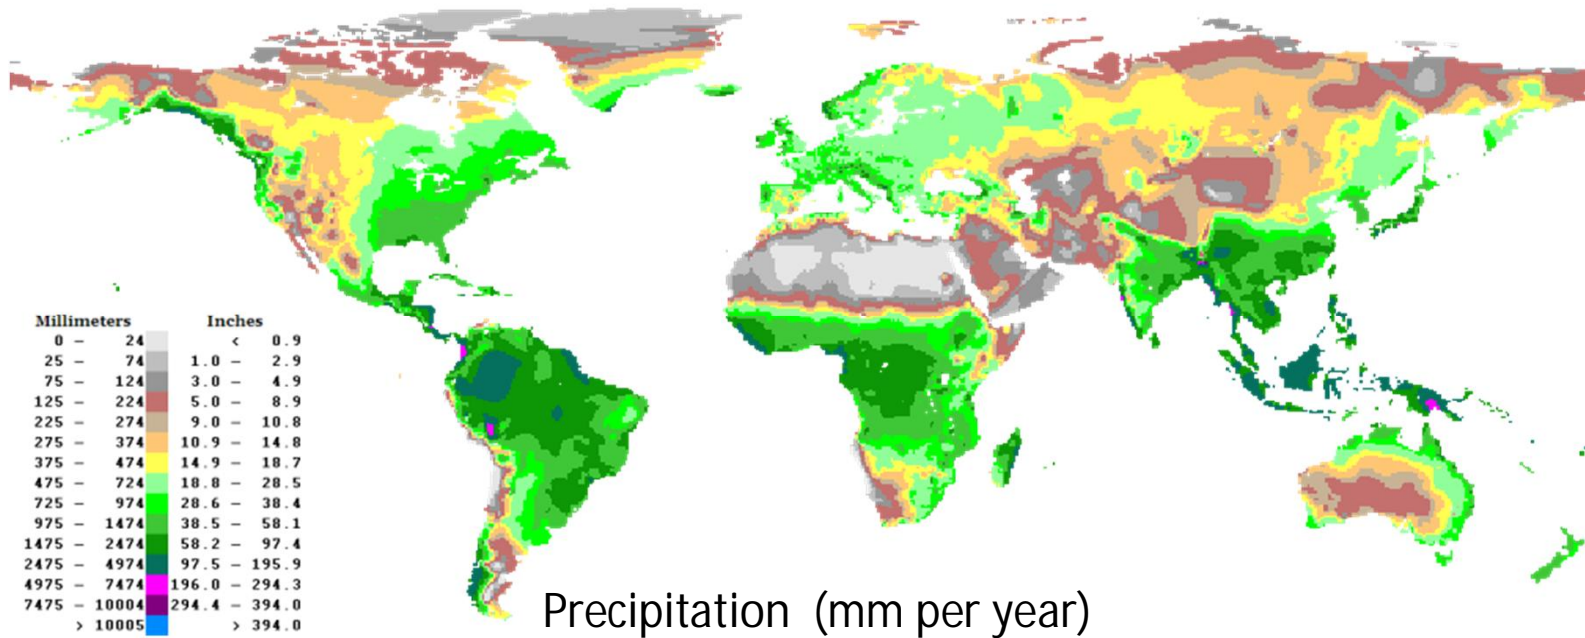 Millimeters Inches
0 - 24 < 0.9
25 - 74 1.0 - 2.9
75 - 124 3.0 - 4.9
125 - 224 5.0 - 8.9
225 - 274 9.0 - 10.8
275 - 374 10.9 - 14.8
375 - 474 14.9 - 18.7
475 - 724 18.8 - 28.5
725 - 974 28.6 - 38.4
975 - 1474 38.5 - 58.1
1475 - 2474 58.2 - 97.4
2475 - 4974 97.5 - 195.9
4975 - 7474 196.0 - 294.3
7475 - 10004 294.4 - 394.0
> 10005 > 394.0
Precipitation (mm per year)